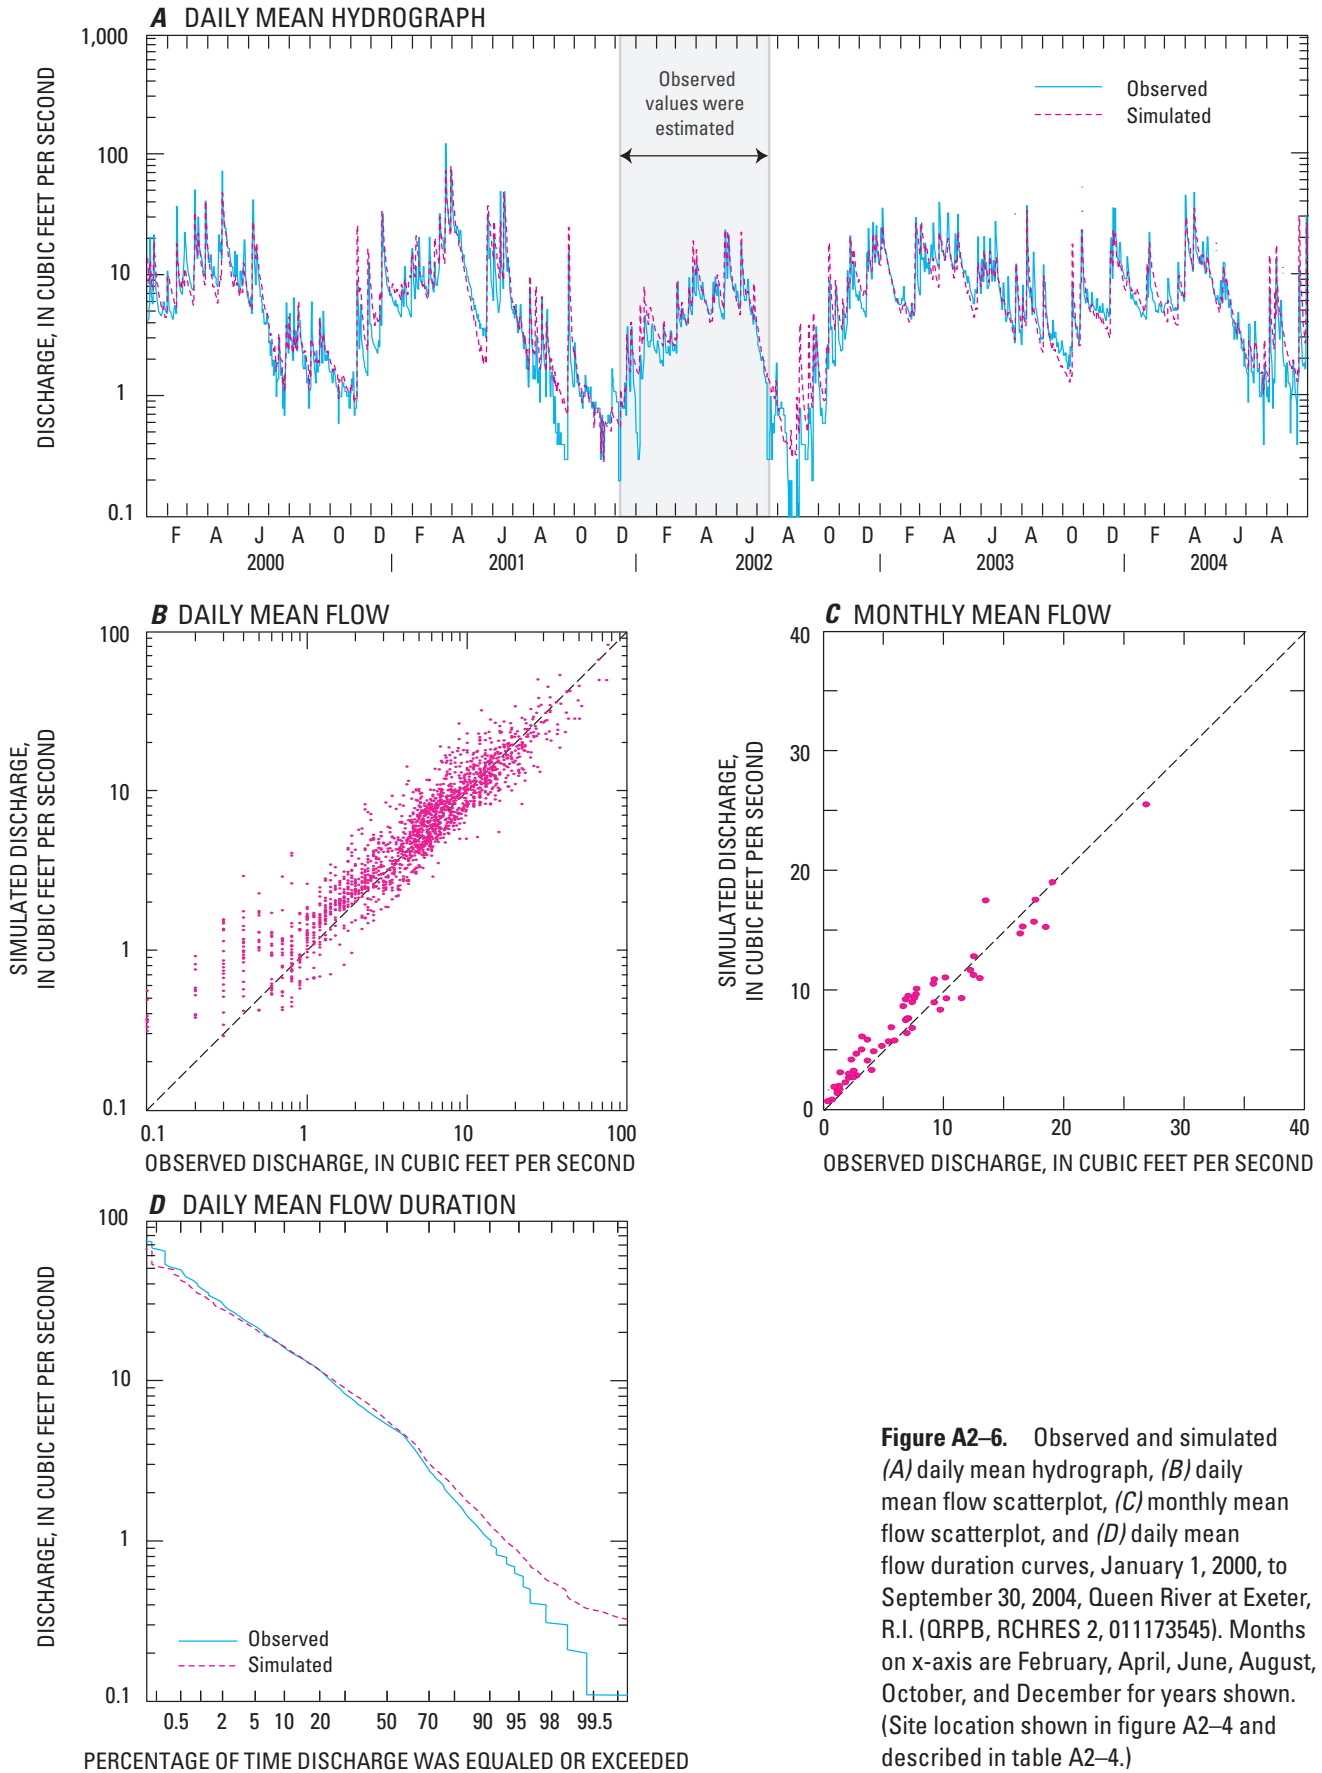 A DAILY MEAN HYDROGRAPH
DISCHARGE, IN CUBIC FEET PER SECOND
1,000
100
10
1
0.1
Observed
values were
estimated
Observed
Simulated
F A J A O D F A J A O D F A J A O D F A J A O D F A J A
2000 | 2001 | 2002 | 2003 | 2004
B DAILY MEAN FLOW
SIMULATED DISCHARGE,
IN CUBIC FEET PER SECOND
100
10
1
0.1
0.1 1 10 100
OBSERVED DISCHARGE, IN CUBIC FEET PER SECOND
C MONTHLY MEAN FLOW
SIMULATED DISCHARGE,
IN CUBIC FEET PER SECOND
40
30
20
10
0
0 10 20 30 40
OBSERVED DISCHARGE, IN CUBIC FEET PER SECOND
D DAILY MEAN FLOW DURATION
DISCHARGE, IN CUBIC FEET PER SECOND
100
10
1
0.1
Observed
Simulated
0.5 2 5 10 20 50 70 90 95 98 99.5
PERCENTAGE OF TIME DISCHARGE WAS EQUALED OR EXCEEDED
Figure A2–6. Observed and simulated
(A) daily mean hydrograph, (B) daily
mean flow scatterplot, (C) monthly mean
flow scatterplot, and (D) daily mean
flow duration curves, January 1, 2000, to
September 30, 2004, Queen River at Exeter,
R.I. (QRPB, RCHRES 2, 011173545). Months
on x-axis are February, April, June, August,
October, and December for years shown.
(Site location shown in figure A2–4 and
described in table A2–4.)